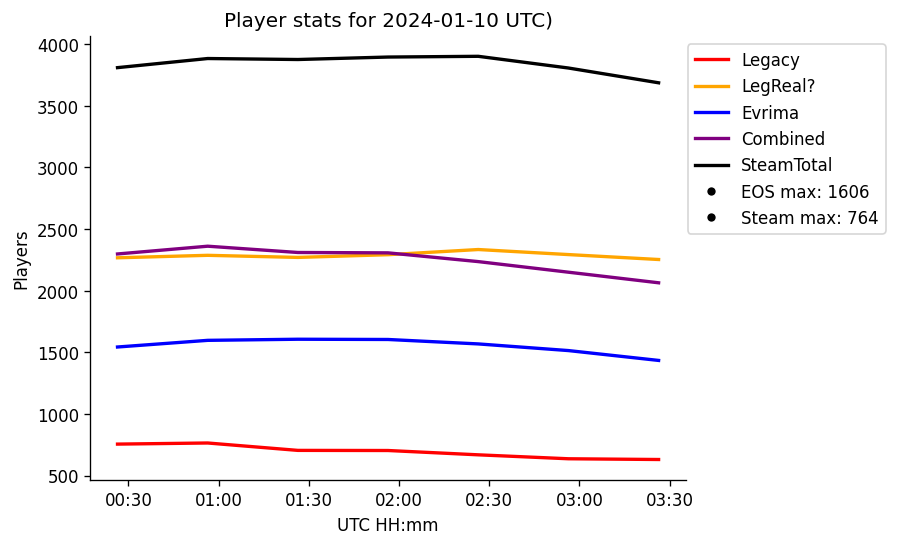 Player stats for 2024-01-10 UTC)
4000
3500
3000
2500
2000
1500
1000
500
Players
00:30 01:00 01:30 02:00 02:30 03:00 03:30
UTC HH:mm
Legacy
LegReal?
Evrima
Combined
SteamTotal
EOS max: 1606
Steam max: 764